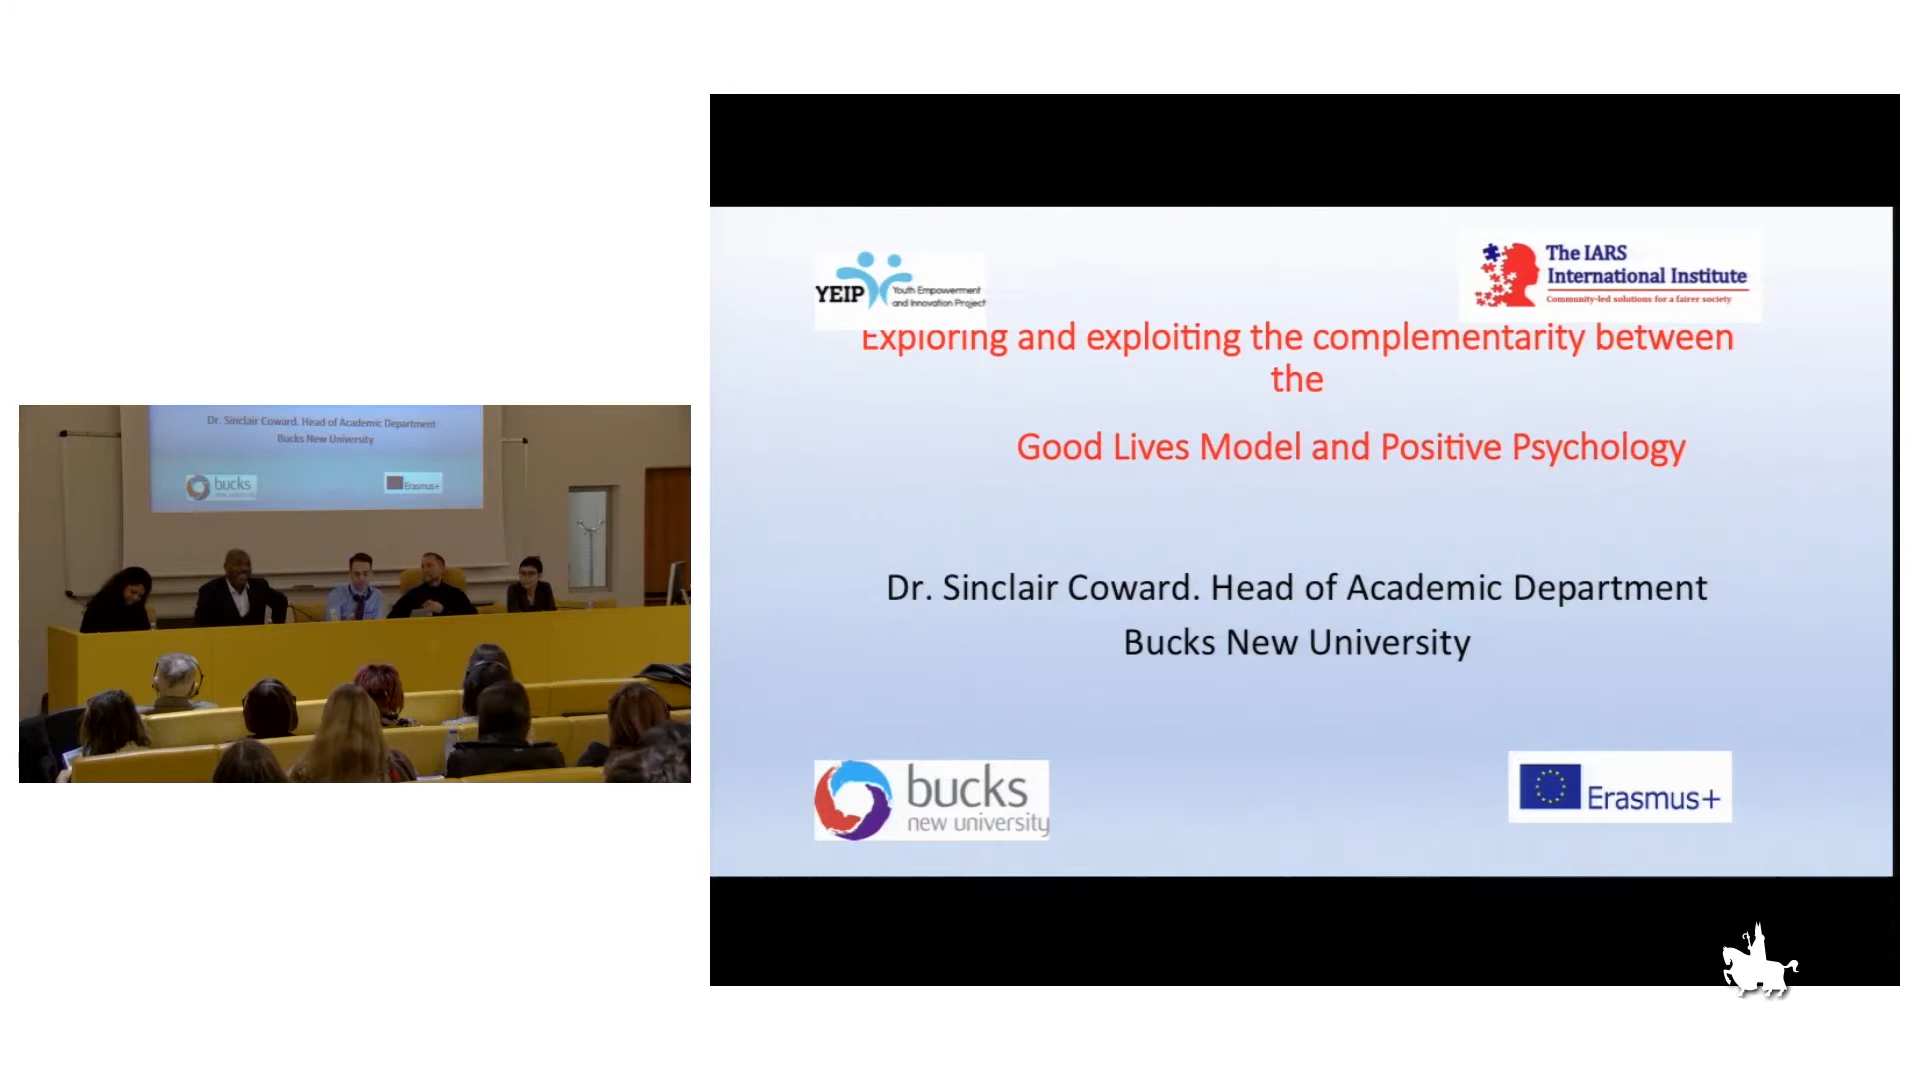 Dr. Sinclair Coward. Head of Academic Department
Bucks New University
bucks
new university
Erasmus+
YEIP
Youth Empowerment
and Innovation Project
The IARS
International Institute
Community-led solutions for a fairer society
Exploring and exploiting the complementarity between
the
Good Lives Model and Positive Psychology
Dr. Sinclair Coward. Head of Academic Department
Bucks New University
bucks
new university
Erasmus+